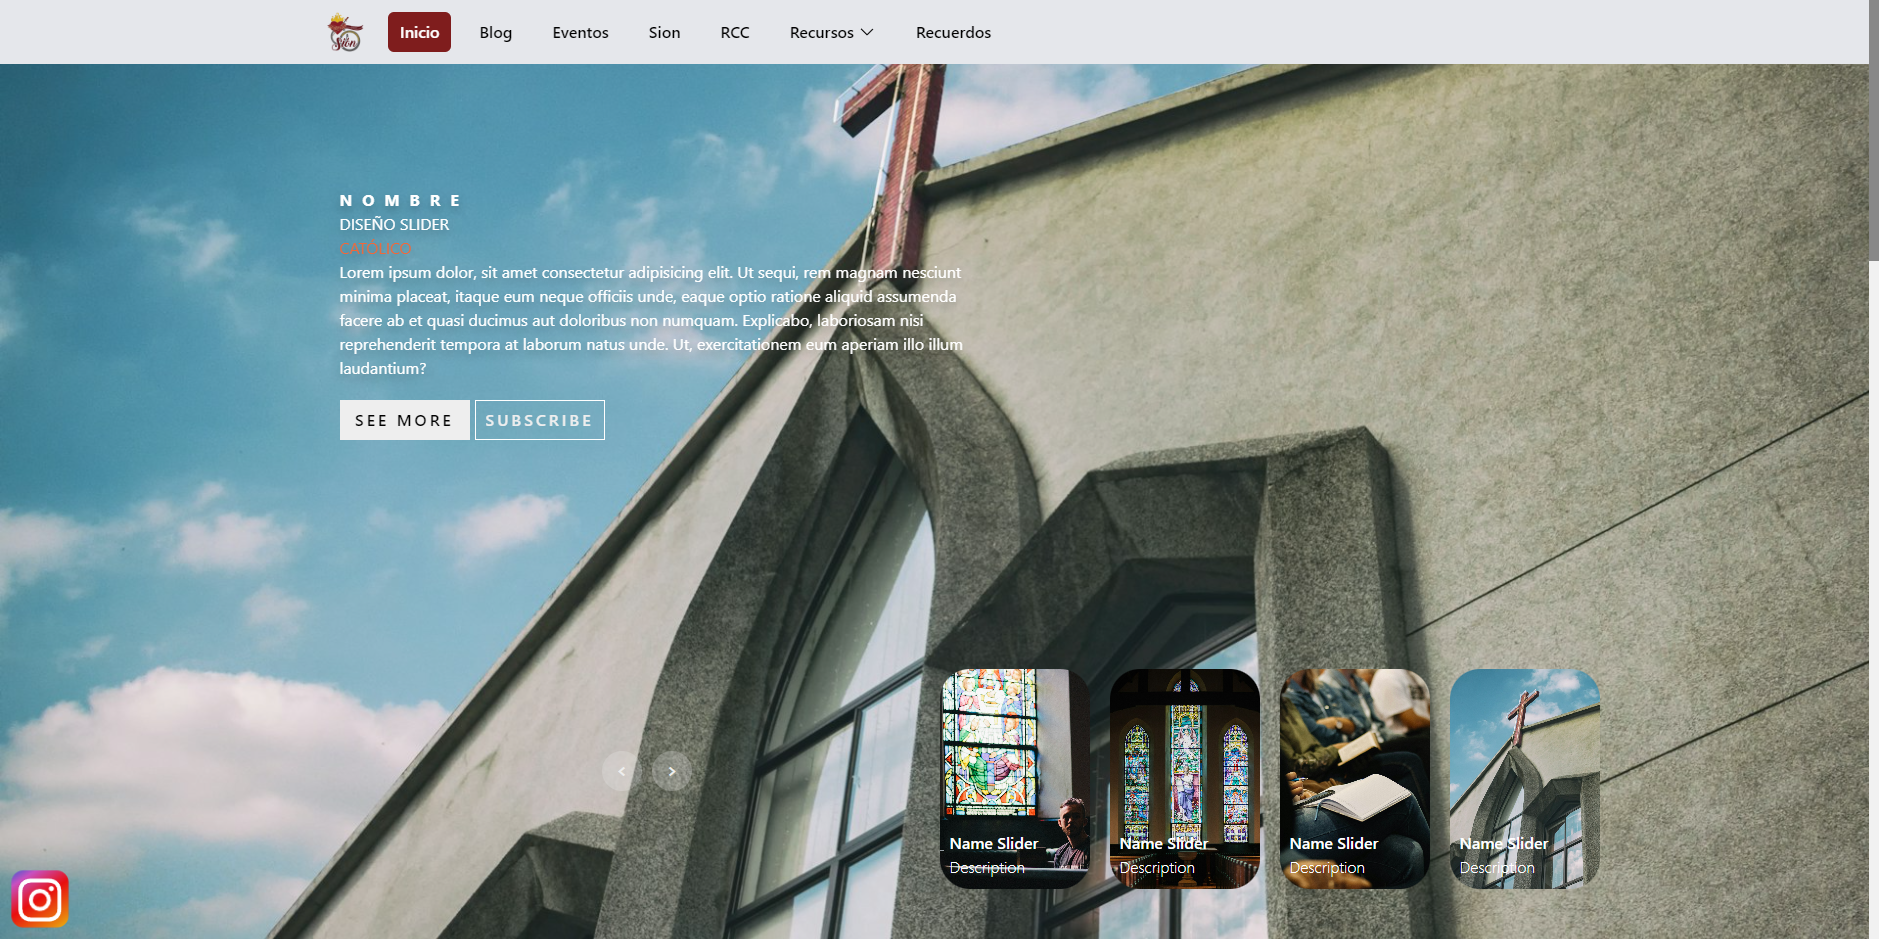 Sion
Inicio
Blog
Eventos
Sion
RCC
Recursos
Recuerdos
NOMBRE
DISEÑO SLIDER
CATÓLICO
Lorem ipsum dolor, sit amet consectetur adipisicing elit. Ut sequi, rem magnam nesciunt
minima placeat, itaque eum neque officiis unde, eaque optio ratione aliquid assumenda
facere ab et quasi ducimus aut doloribus non numquam. Explicabo, laboriosam nisi
reprehenderit tempora at laborum natus unde. Ut, exercitationem eum aperiam illo illum
laudantium?
SEE MORE
SUBSCRIBE
<
>
Name Slider
Description
Name Slider
Description
Name Slider
Description
Name Slider
Description